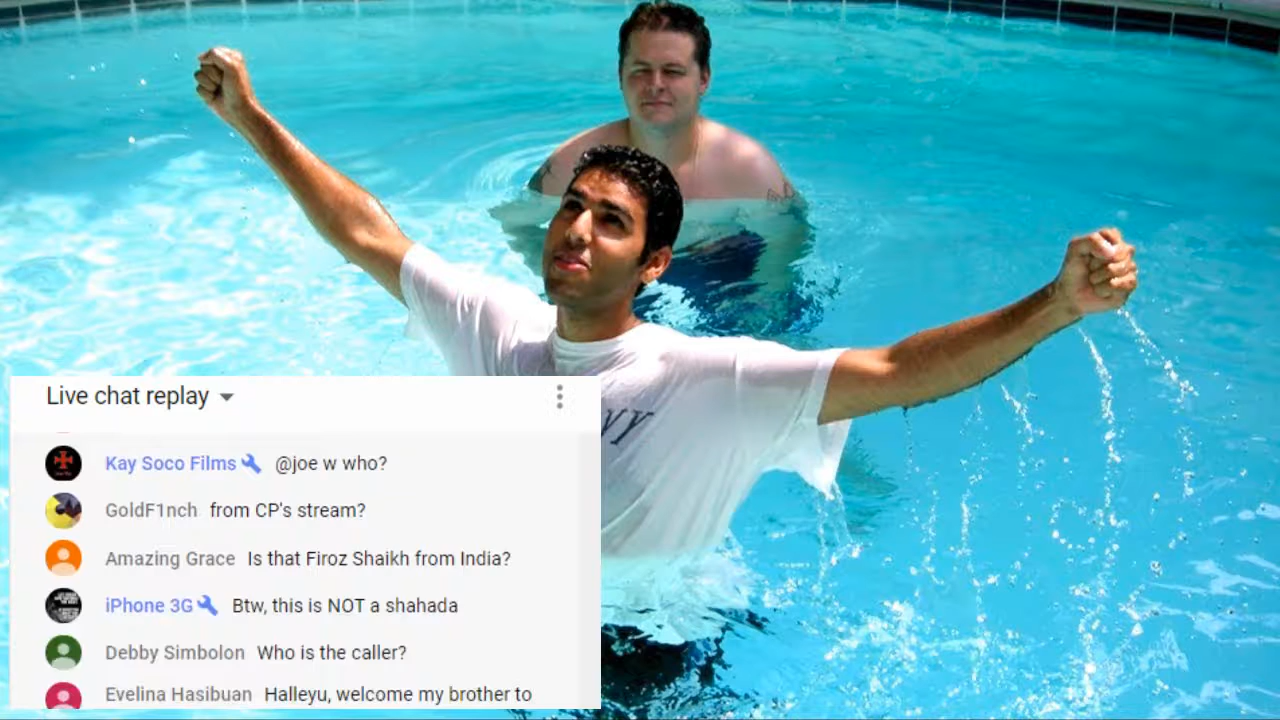 Live chat replay
Kay Soco Films @joe w who?
GoldF1nch from CP's stream?
Amazing Grace Is that Firoz Shaikh from India?
iPhone 3G Btw, this is NOT a shahada
Debby Simbolon Who is the caller?
Evelina Hasibuan Halleyu, welcome my brother to